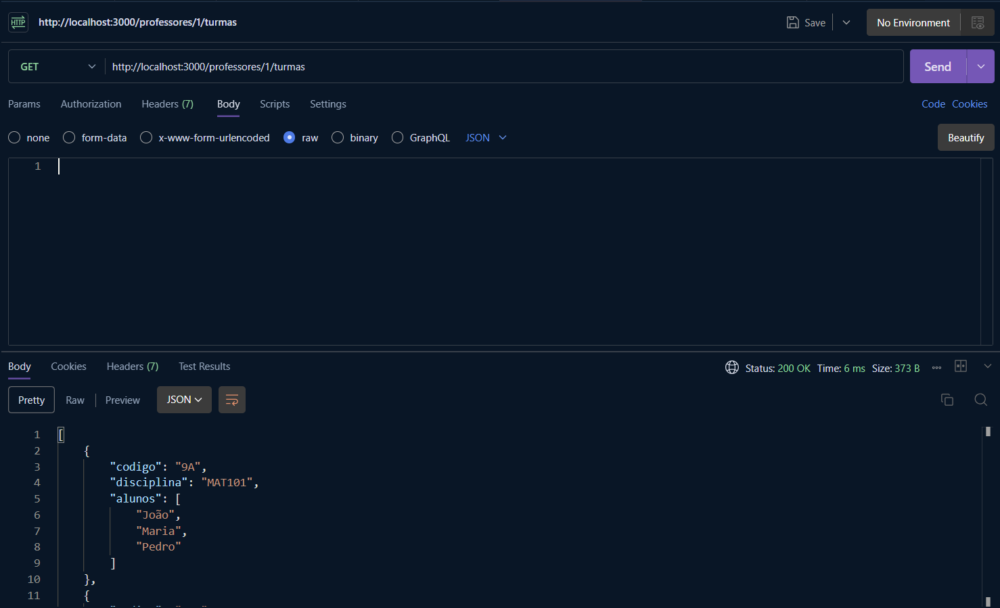 HTTP http://localhost:3000/professores/1/turmas Save No Environment
GET http://localhost:3000/professores/1/turmas Send
Params Authorization Headers (7) Body Scripts Settings Code Cookies
none form-data x-www-form-urlencoded raw binary GraphQL JSON Beautify
1
Body Cookies Headers (7) Test Results Status: 200 OK Time: 6 ms Size: 373 B
Pretty Raw Preview JSON
1 [
2 {
3 "codigo": "9A",
4 "disciplina": "MAT101",
5 "alunos": [
6 "João",
7 "Maria",
8 "Pedro"
9 ]
10 },
11 {